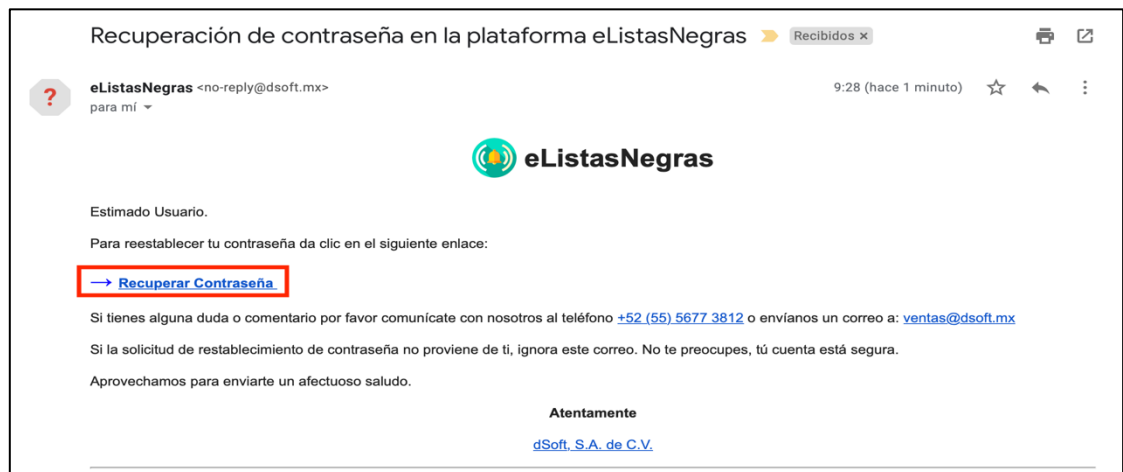 Recuperación de contraseña en la plataforma eListasNegras Recibidos x
?
eListasNegras <no-reply@dsoft.mx> 9:28 (hace 1 minuto)
para mí
eListasNegras
Estimado Usuario.
Para reestablecer tu contraseña da clic en el siguiente enlace:
→ Recuperar Contraseña
Si tienes alguna duda o comentario por favor comunícate con nosotros al teléfono +52 (55) 5677 3812 o envíanos un correo a: ventas@dsoft.mx
Si la solicitud de restablecimiento de contraseña no proviene de ti, ignora este correo. No te preocupes, tú cuenta está segura.
Aprovechamos para enviarte un afectuoso saludo.
Atentamente
dSoft, S.A. de C.V.